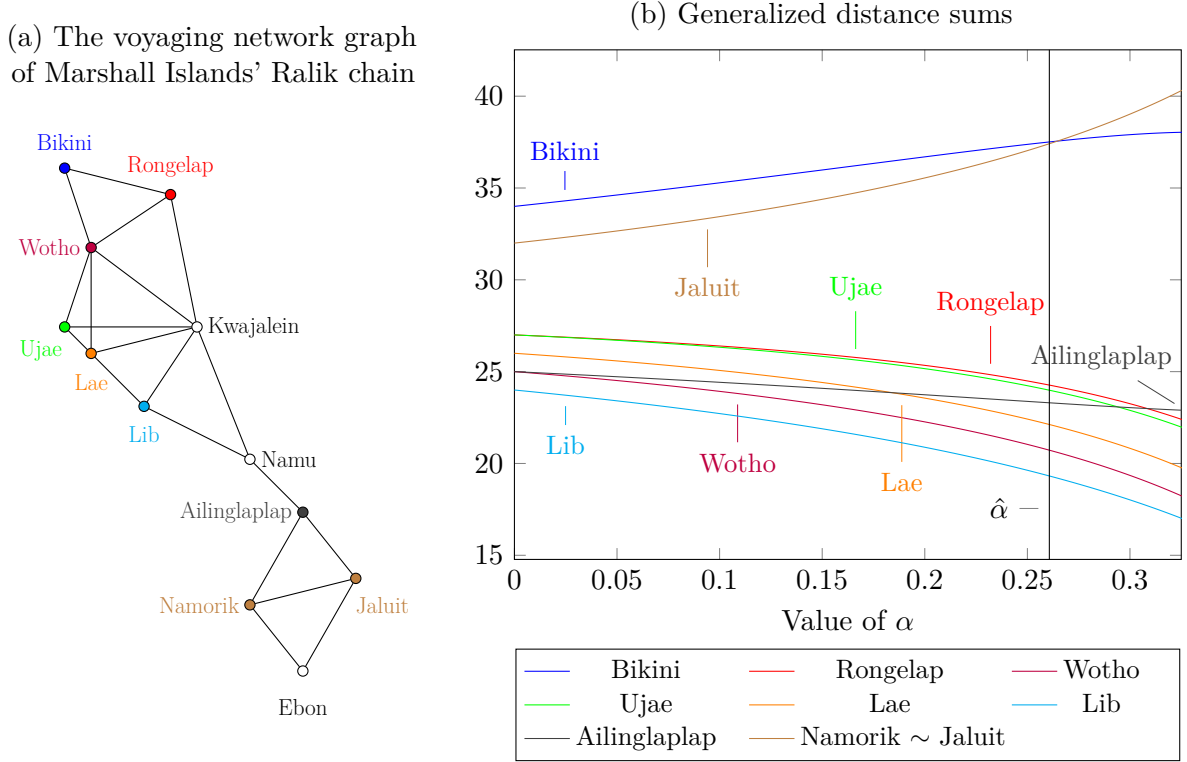 (a) The voyaging network graph
of Marshall Islands' Ralik chain
Bikini
Rongelap
Wotho
Kwajalein
Ujae
Lae
Lib
Namu
Ailinglaplap
Namorik
Jaluit
Ebon
(b) Generalized distance sums
40
35
30
25
20
15
Bikini
Jaluit
Ujae
Rongelap
Ailinglaplap
Lib
Wotho
Lae
α̂
0 0.05 0.1 0.15 0.2 0.25 0.3
Value of α
Bikini Rongelap Wotho
Ujae Lae Lib
Ailinglaplap Namorik ∼ Jaluit